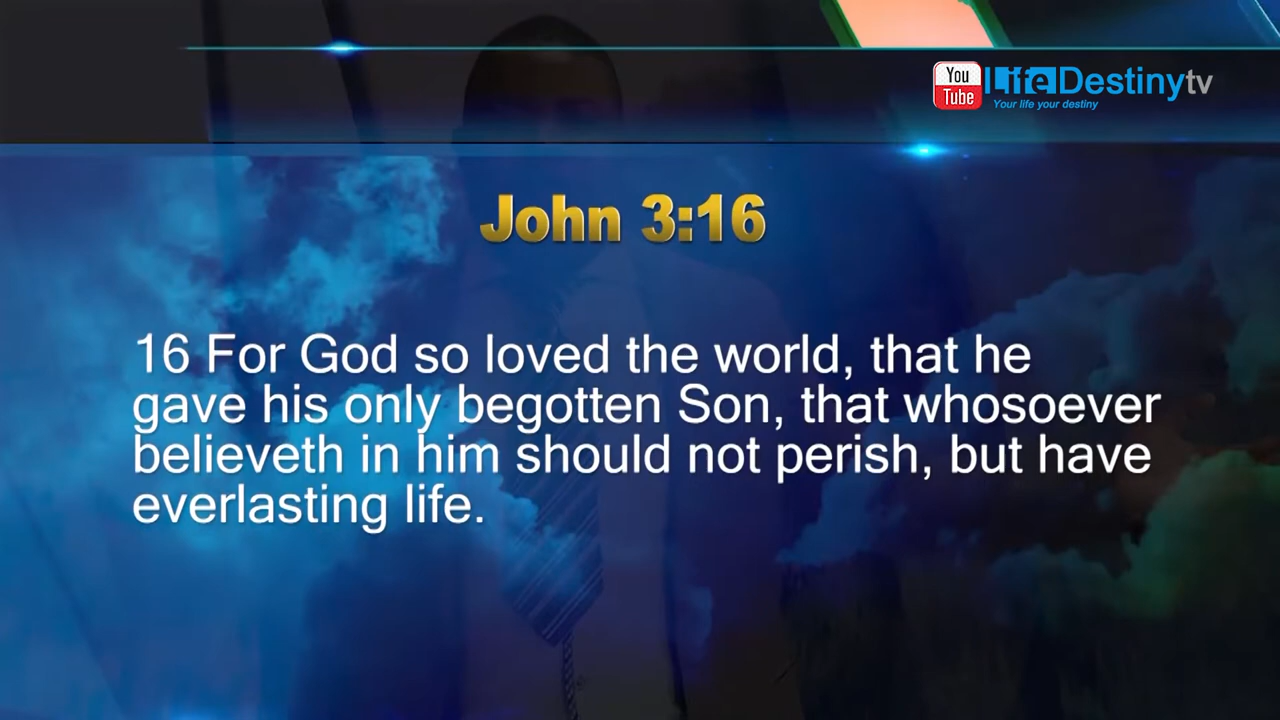 You
Tube
LifeDestinytv
Your life your destiny
John 3:16
16 For God so loved the world, that he
gave his only begotten Son, that whosoever
believeth in him should not perish, but have
everlasting life.